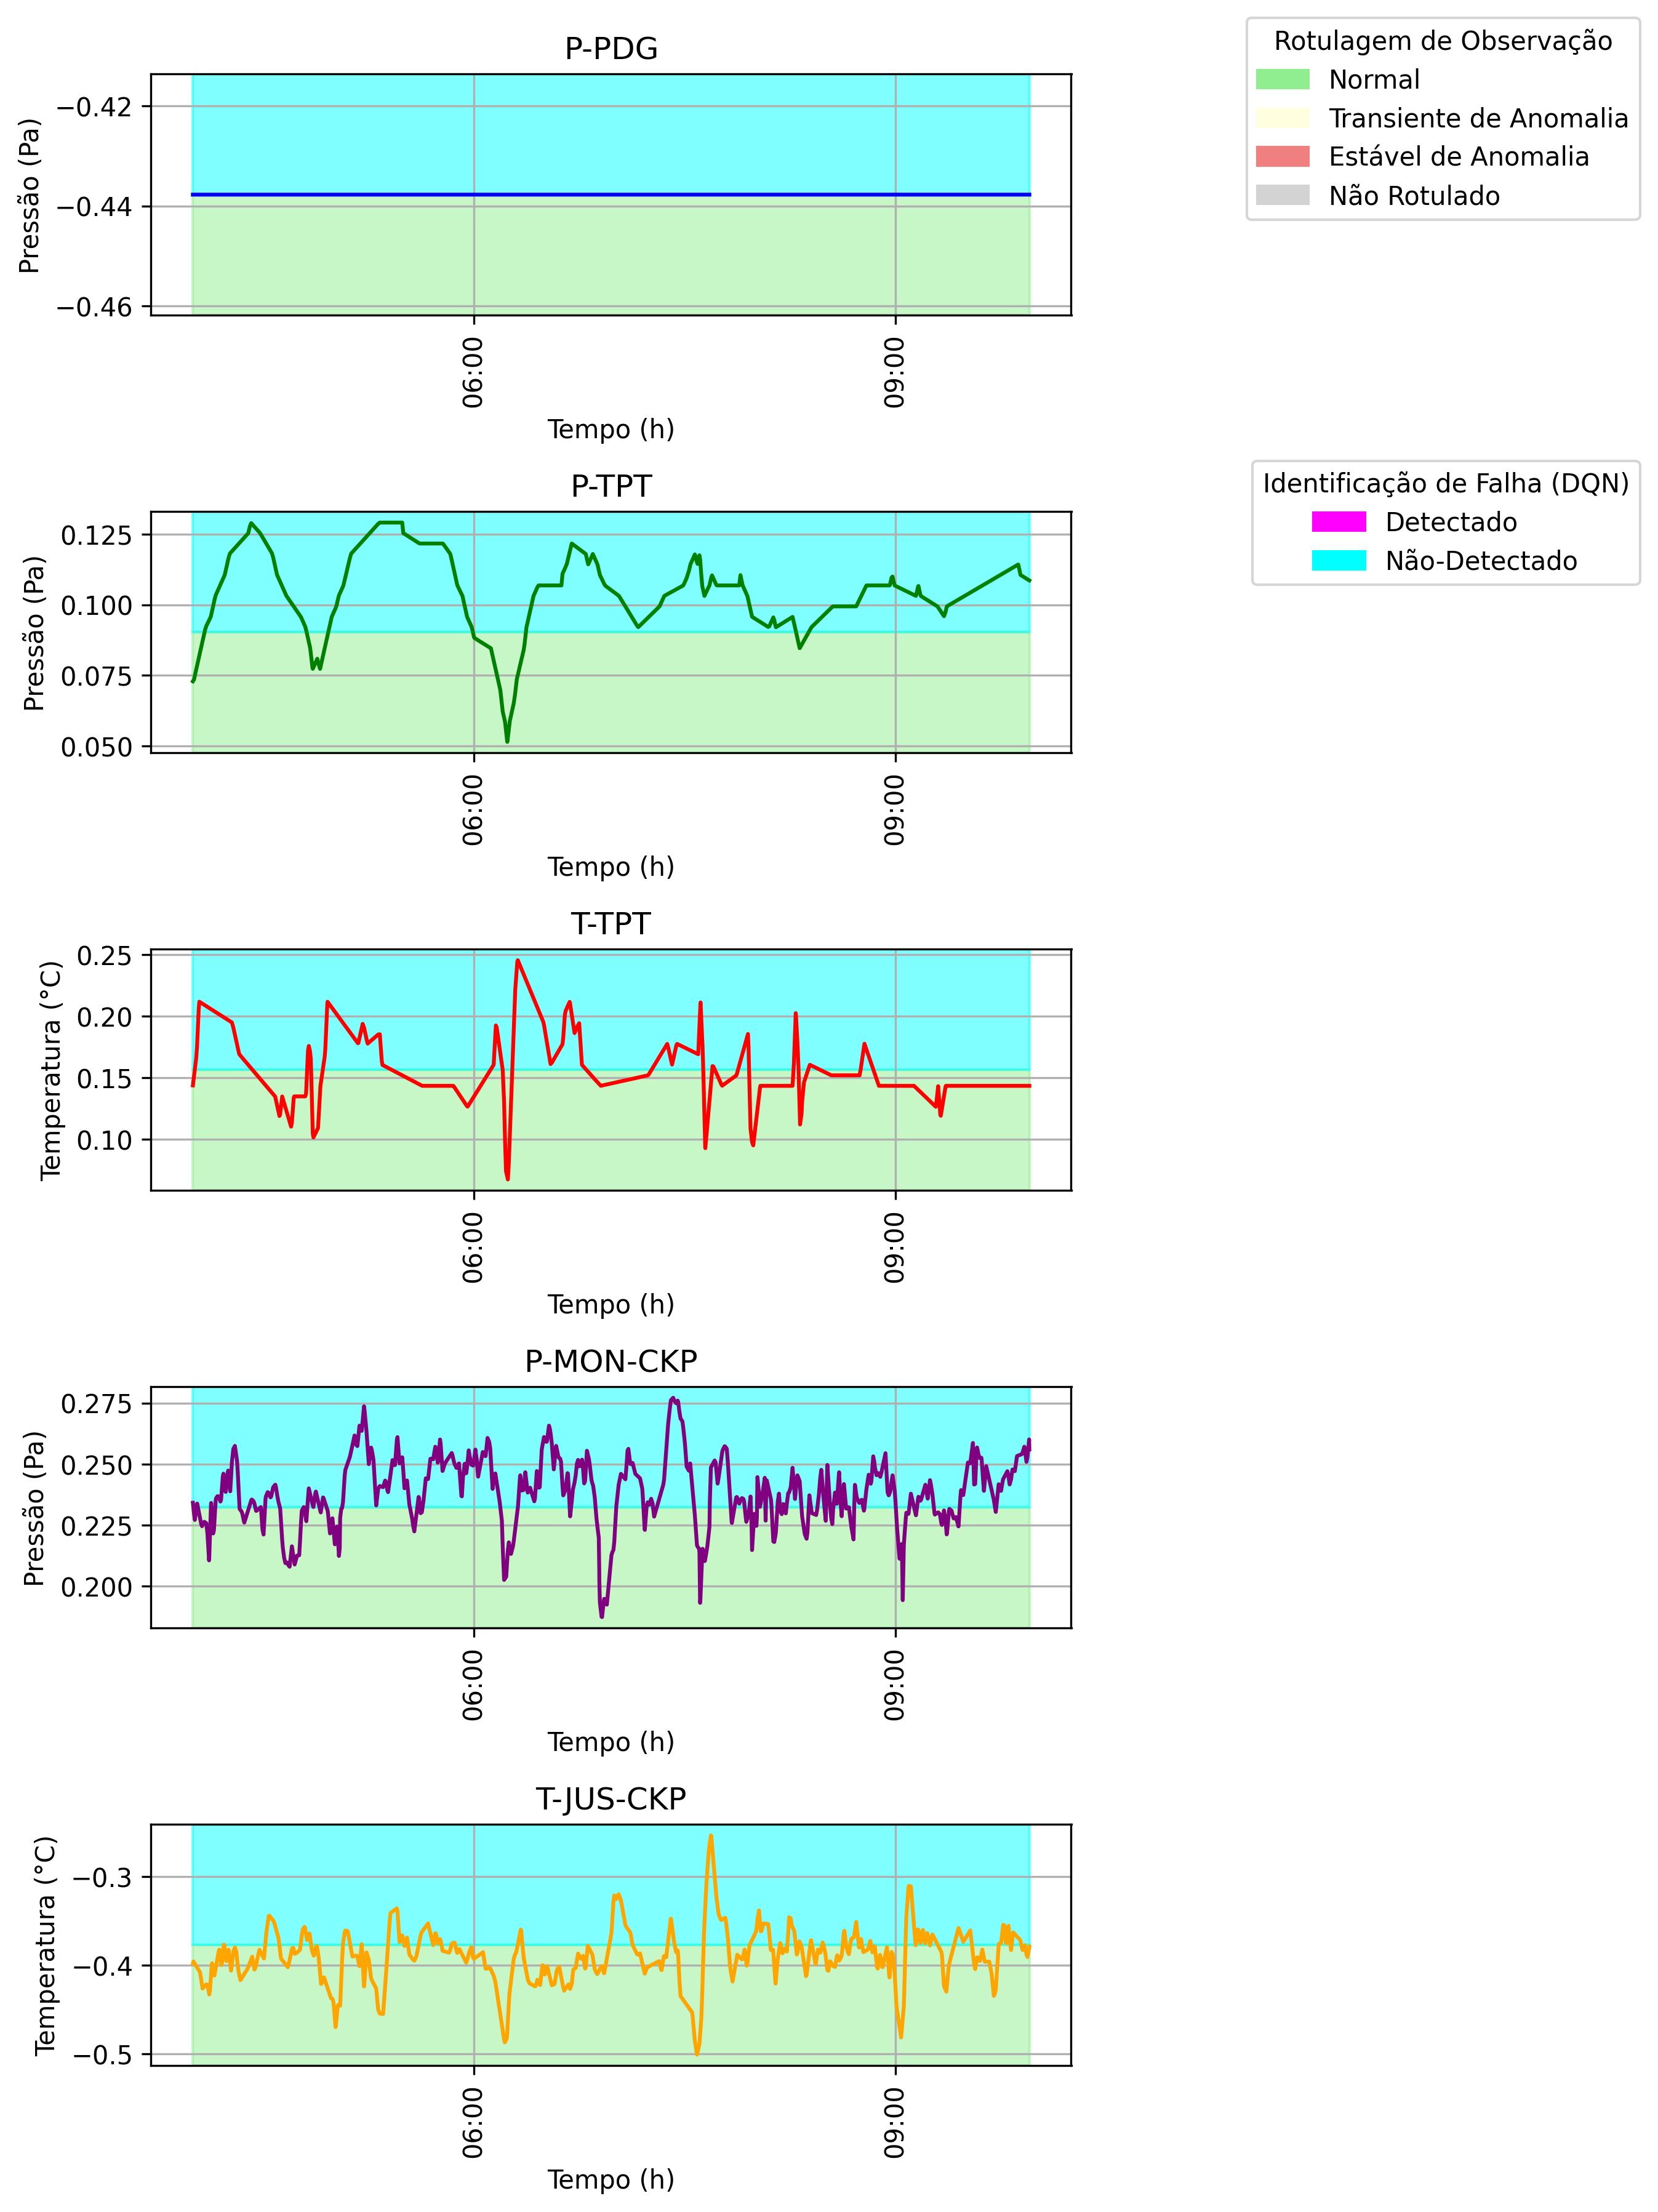 P-PDG
Rotulagem de Observação
Normal
Transiente de Anomalia
Estável de Anomalia
Não Rotulado
Pressão (Pa)
−0.42
−0.44
−0.46
06:00
09:00
Tempo (h)
P-TPT
Identificação de Falha (DQN)
Detectado
Não-Detectado
Pressão (Pa)
0.125
0.100
0.075
0.050
06:00
09:00
Tempo (h)
T-TPT
Temperatura (°C)
0.25
0.20
0.15
0.10
06:00
09:00
Tempo (h)
P-MON-CKP
Pressão (Pa)
0.275
0.250
0.225
0.200
06:00
09:00
Tempo (h)
T-JUS-CKP
Temperatura (°C)
−0.3
−0.4
−0.5
06:00
09:00
Tempo (h)